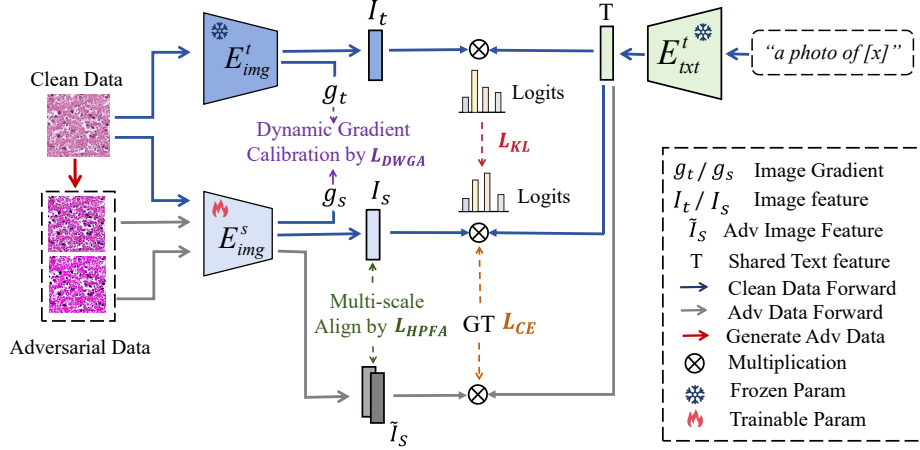 Clean Data
Adversarial Data
E^t_img
g_t
Dynamic Gradient
Calibration by L_DWGA
g_s
E^s_img
I_t
I_s
Multi-scale
Align by L_HPFA
Ĩ_S
Logits
L_KL
Logits
GT
L_CE
T
E^t_txt
“a photo of [x]”
g_t / g_s Image Gradient
I_t / I_s Image feature
Ĩ_S Adv Image Feature
T Shared Text feature
Clean Data Forward
Adv Data Forward
Generate Adv Data
Multiplication
Frozen Param
Trainable Param